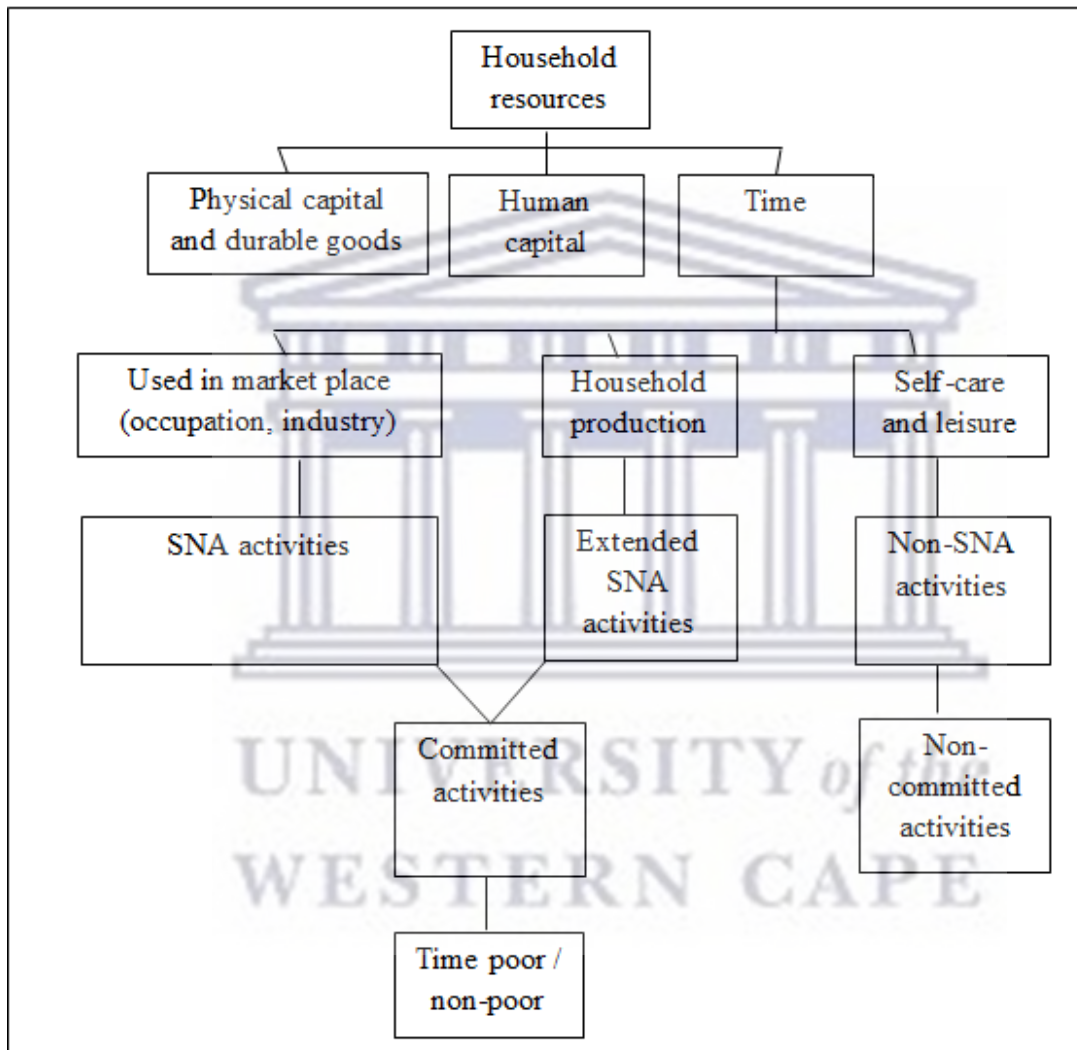 Household
resources
Physical capital
and durable goods
Human
capital
Time
Used in market place
(occupation, industry)
Household
production
Self-care
and leisure
SNA activities
Extended
SNA
activities
Non-SNA
activities
Committed
activities
Non-
committed
activities
Time poor /
non-poor
UNIVERSITY of the
WESTERN CAPE